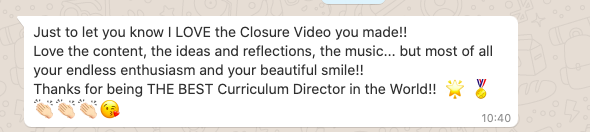 Just to let you know I LOVE the Closure Video you made!!
Love the content, the ideas and reflections, the music... but most of all
your endless enthusiasm and your beautiful smile!!
Thanks for being THE BEST Curriculum Director in the World!! 🌟 🏅
👏🏻👏🏻👏🏻😘
10:40